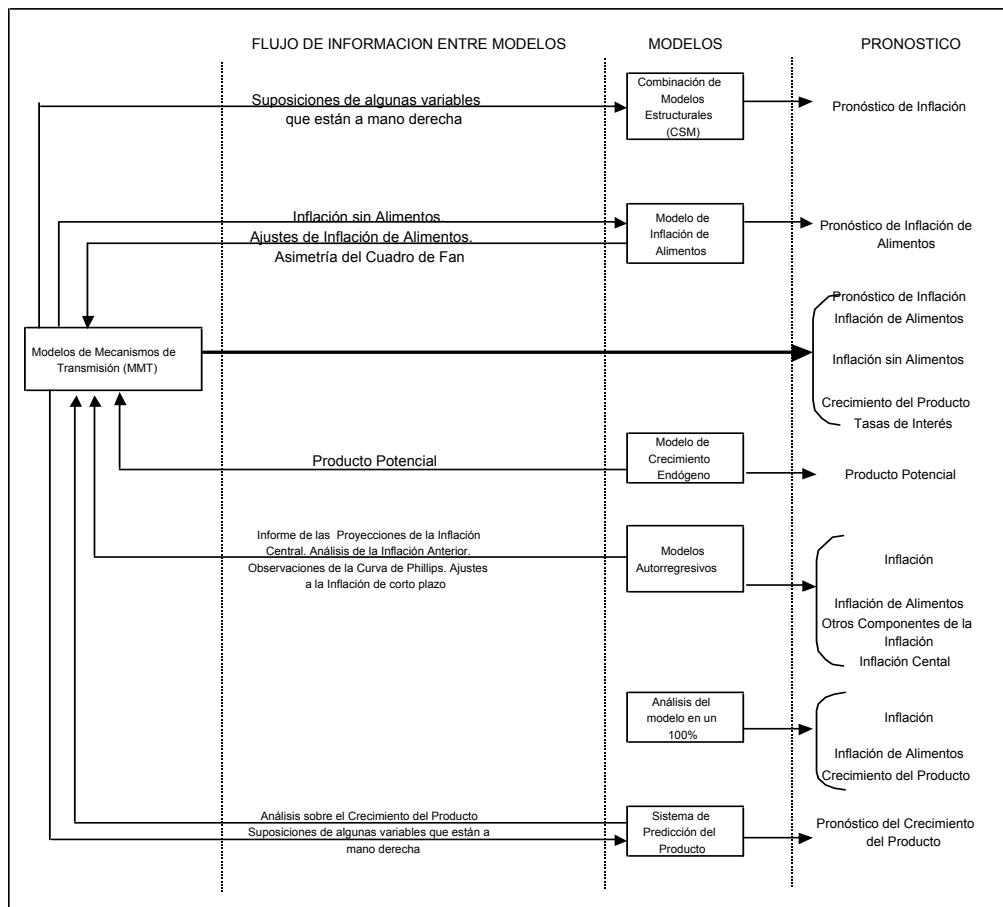 FLUJO DE INFORMACION ENTRE MODELOS
MODELOS
PRONOSTICO
Suposiciones de algunas variables
que están a mano derecha
Combinación de
Modelos
Estructurales
(CSM)
Pronóstico de Inflación
Inflación sin Alimentos.
Ajustes de Inflación de Alimentos.
Asimetría del Cuadro de Fan
Modelo de
Inflación de
Alimentos
Pronóstico de Inflación de
Alimentos
Modelos de Mecanismos de
Transmisión (MMT)
Pronóstico de Inflación
Inflación de Alimentos
Inflación sin Alimentos
Crecimiento del Producto
Tasas de Interés
Producto Potencial
Modelo de
Crecimiento
Endógeno
Producto Potencial
Informe de las Proyecciones de la Inflación
Central. Análisis de la Inflación Anterior.
Observaciones de la Curva de Phillips. Ajustes
a la Inflación de corto plazo
Modelos
Autorregresivos
Inflación
Inflación de Alimentos
Otros Componentes de la
Inflación
Inflación Cental
Análisis del
modelo en un
100%
Inflación
Inflación de Alimentos
Crecimiento del Producto
Análisis sobre el Crecimiento del Producto
Suposiciones de algunas variables que están a
mano derecha
Sistema de
Predicción del
Producto
Pronóstico del Crecimiento
del Producto